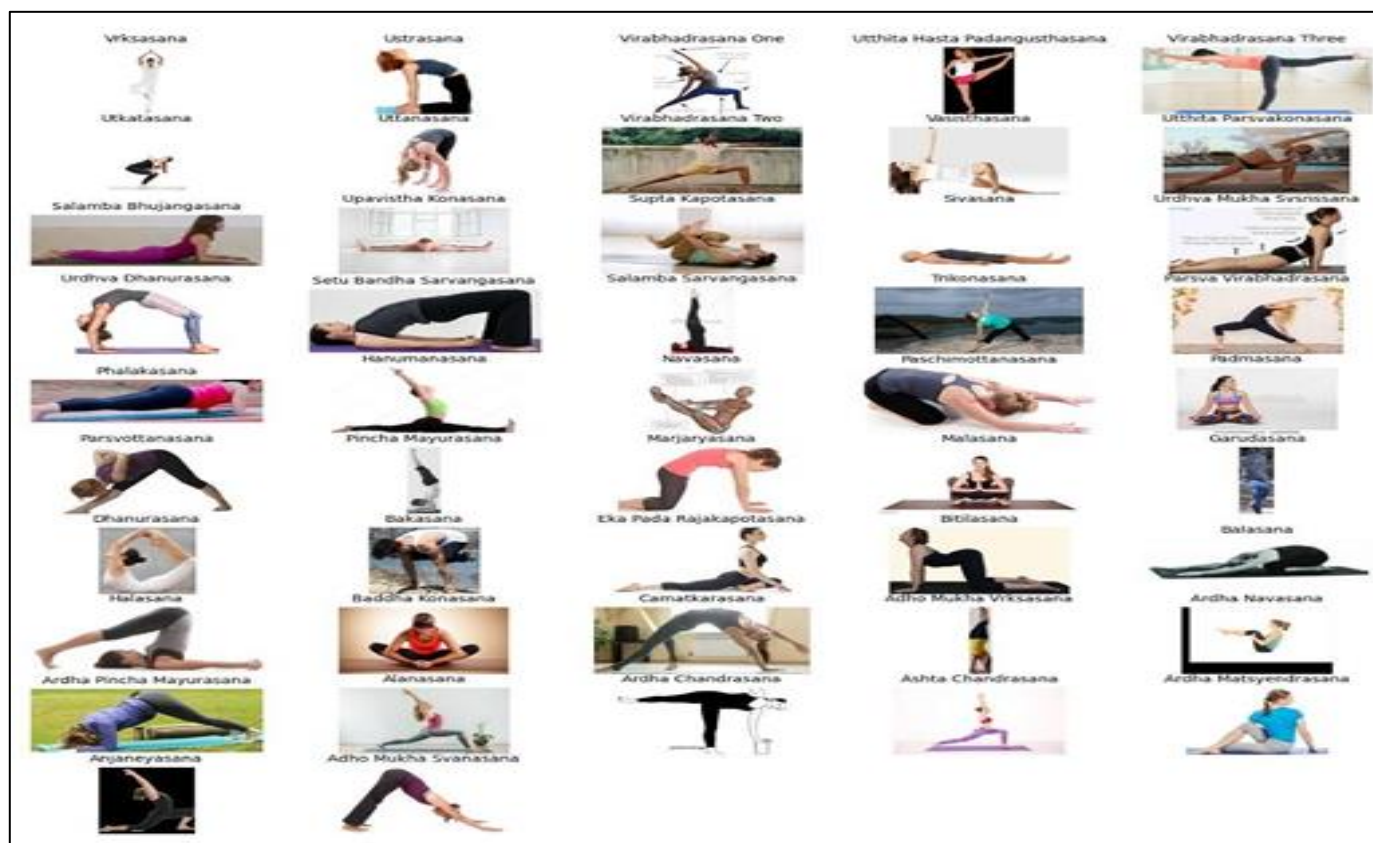 Vrksasana
Ustrasana
Virabhadrasana One
Utthita Hasta Padangusthasana
Virabhadrasana Three
Utkatasana
Uttanasana
Virabhadrasana Two
Vasisthasana
Utthita Parsvakonasana
Salamba Bhujangasana
Upavistha Konasana
Supta Kapotasana
Sivasana
Urdhva Mukha Svsnssana
Urdhva Dhanurasana
Setu Bandha Sarvangasana
Salamba Sarvangasana
Trikonasana
Parsva Virabhadrasana
Phalakasana
Hanumanasana
Navasana
Paschimottanasana
Padmasana
Parsvottanasana
Pincha Mayurasana
Marjaryasana
Malasana
Garudasana
Dhanurasana
Bakasana
Eka Pada Rajakapotasana
Bitilasana
Balasana
Halasana
Baddha Konasana
Camatkarasana
Adho Mukha Vrksasana
Ardha Navasana
Ardha Pincha Mayurasana
Alanasana
Ardha Chandrasana
Ashta Chandrasana
Ardha Matsyendrasana
Anjaneyasana
Adho Mukha Svanasana